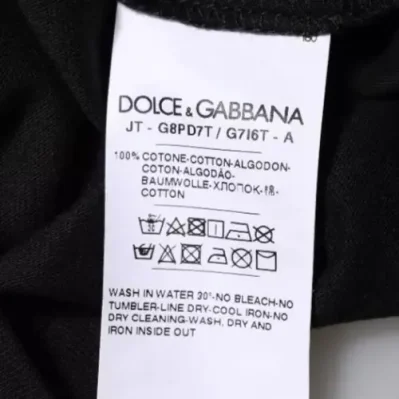 DOLCE & GABBANA
JT - G8PD7T / G7I6T - A
100% COTONE-COTTON-ALGODON-
COTON-ALGODÃO-
BAUMWOLLE-ХЛОПОК-棉-
COTTON
WASH IN WATER 30°-NO BLEACH-NO
TUMBLER-LINE DRY-COOL IRON-NO
DRY CLEANING-WASH, DRY AND
IRON INSIDE OUT